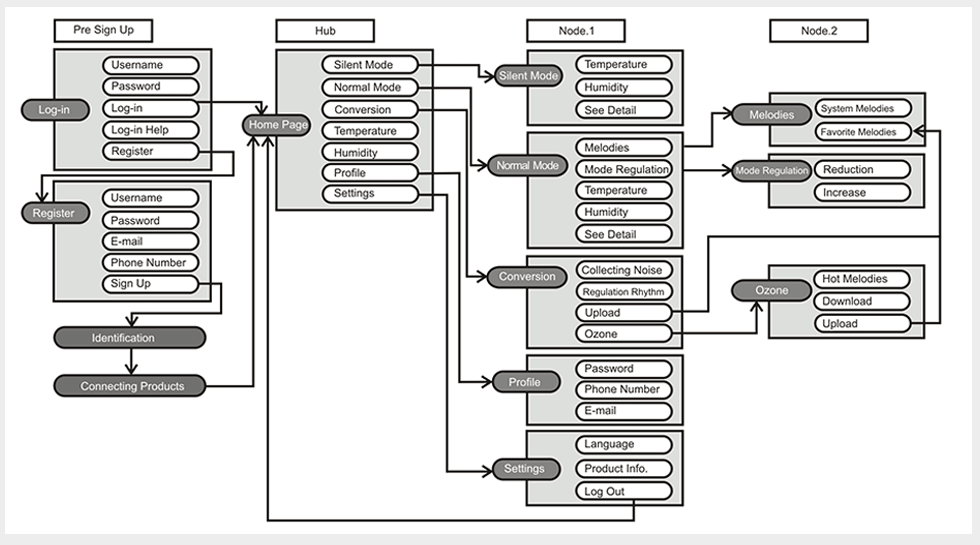 Pre Sign Up
Log-in
Username
Password
Log-in
Log-in Help
Register
Register
Username
Password
E-mail
Phone Number
Sign Up
Identification
Connecting Products
Hub
Home Page
Silent Mode
Normal Mode
Conversion
Temperature
Humidity
Profile
Settings
Node.1
Silent Mode
Temperature
Humidity
See Detail
Normal Mode
Melodies
Mode Regulation
Temperature
Humidity
See Detail
Conversion
Collecting Noise
Regulation Rhythm
Upload
Ozone
Profile
Password
Phone Number
E-mail
Settings
Language
Product Info.
Log Out
Node.2
Melodies
System Melodies
Favorite Melodies
Mode Regulation
Reduction
Increase
Ozone
Hot Melodies
Download
Upload